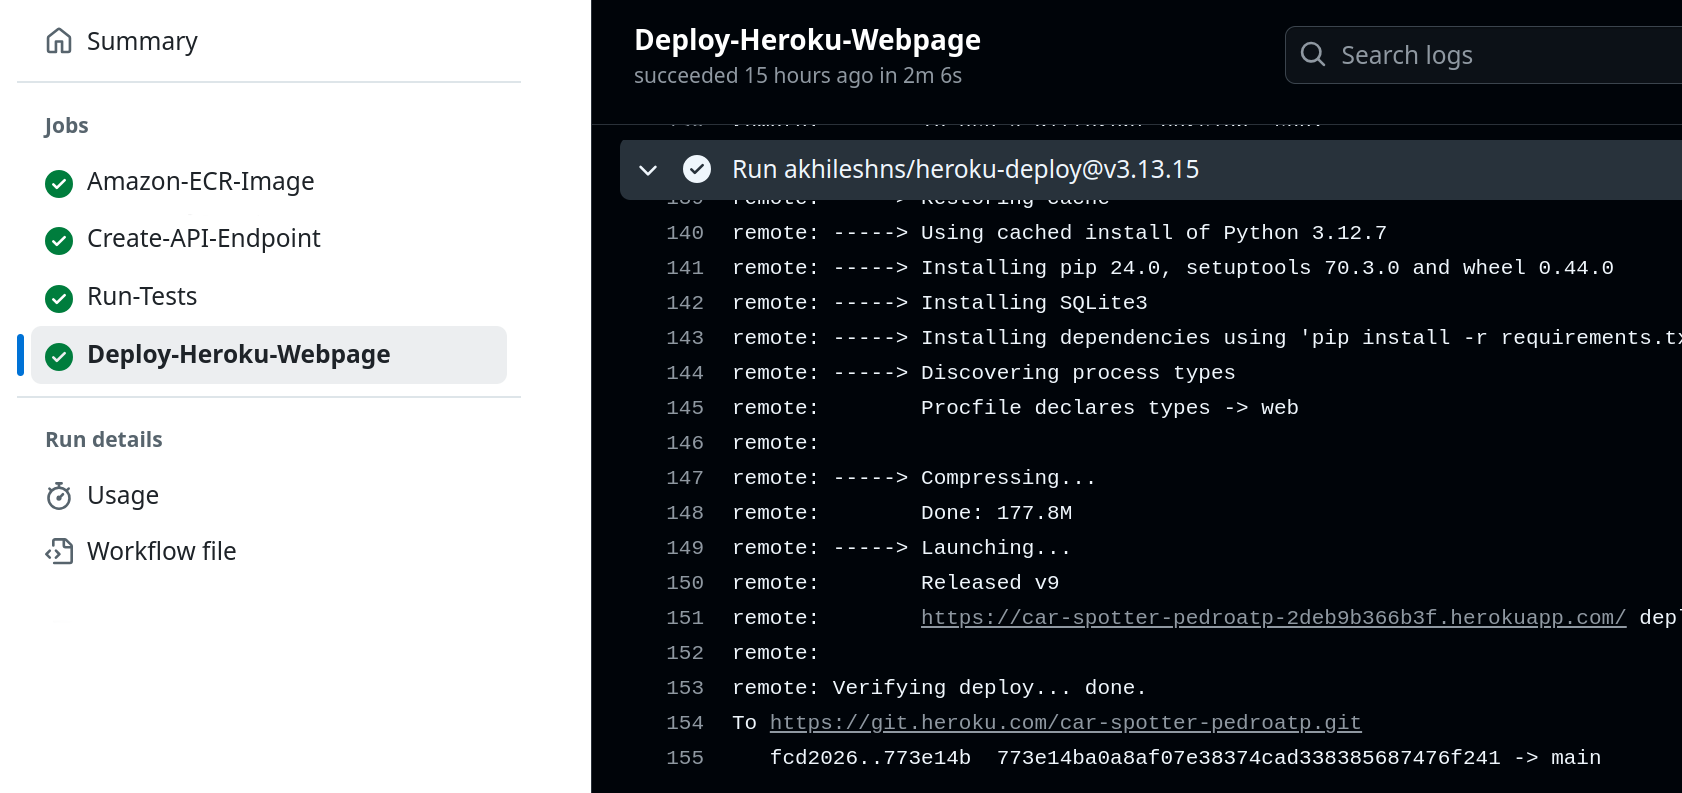 Summary
Jobs
Amazon-ECR-Image
Create-API-Endpoint
Run-Tests
Deploy-Heroku-Webpage
Run details
Usage
Workflow file
Deploy-Heroku-Webpage
succeeded 15 hours ago in 2m 6s
Search logs
Run akhileshns/heroku-deploy@v3.13.15
139 remote: -----> Restoring cache
140 remote: -----> Using cached install of Python 3.12.7
141 remote: -----> Installing pip 24.0, setuptools 70.3.0 and wheel 0.44.0
142 remote: -----> Installing SQLite3
143 remote: -----> Installing dependencies using 'pip install -r requirements.tx
144 remote: -----> Discovering process types
145 remote:        Procfile declares types -> web
146 remote:
147 remote: -----> Compressing...
148 remote:        Done: 177.8M
149 remote: -----> Launching...
150 remote:        Released v9
151 remote:        https://car-spotter-pedroatp-2deb9b366b3f.herokuapp.com/ depl
152 remote:
153 remote: Verifying deploy... done.
154 To https://git.heroku.com/car-spotter-pedroatp.git
155    fcd2026..773e14b  773e14ba0a8af07e38374cad338385687476f241 -> main